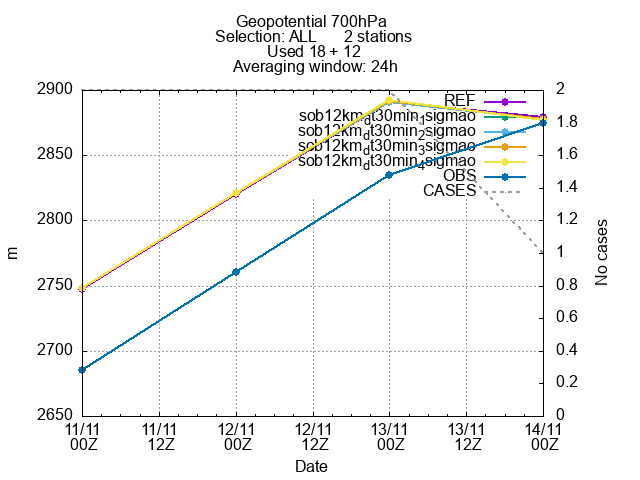 Geopotential 700hPa
Selection: ALL 2 stations
Used 18 + 12
Averaging window: 24h
2900
2850
2800
2750
2700
2650
m
2
1.8
1.6
1.4
1.2
1
0.8
0.6
0.4
0.2
0
No cases
REF
sob12km_dt30min_1sigmao
sob12km_dt30min_2sigmao
sob12km_dt30min_3sigmao
sob12km_dt30min_4sigmao
OBS
CASES
11/11 11/11 12/11 12/11 13/11 13/11 14/11
00Z 12Z 00Z 12Z 00Z 12Z 00Z
Date